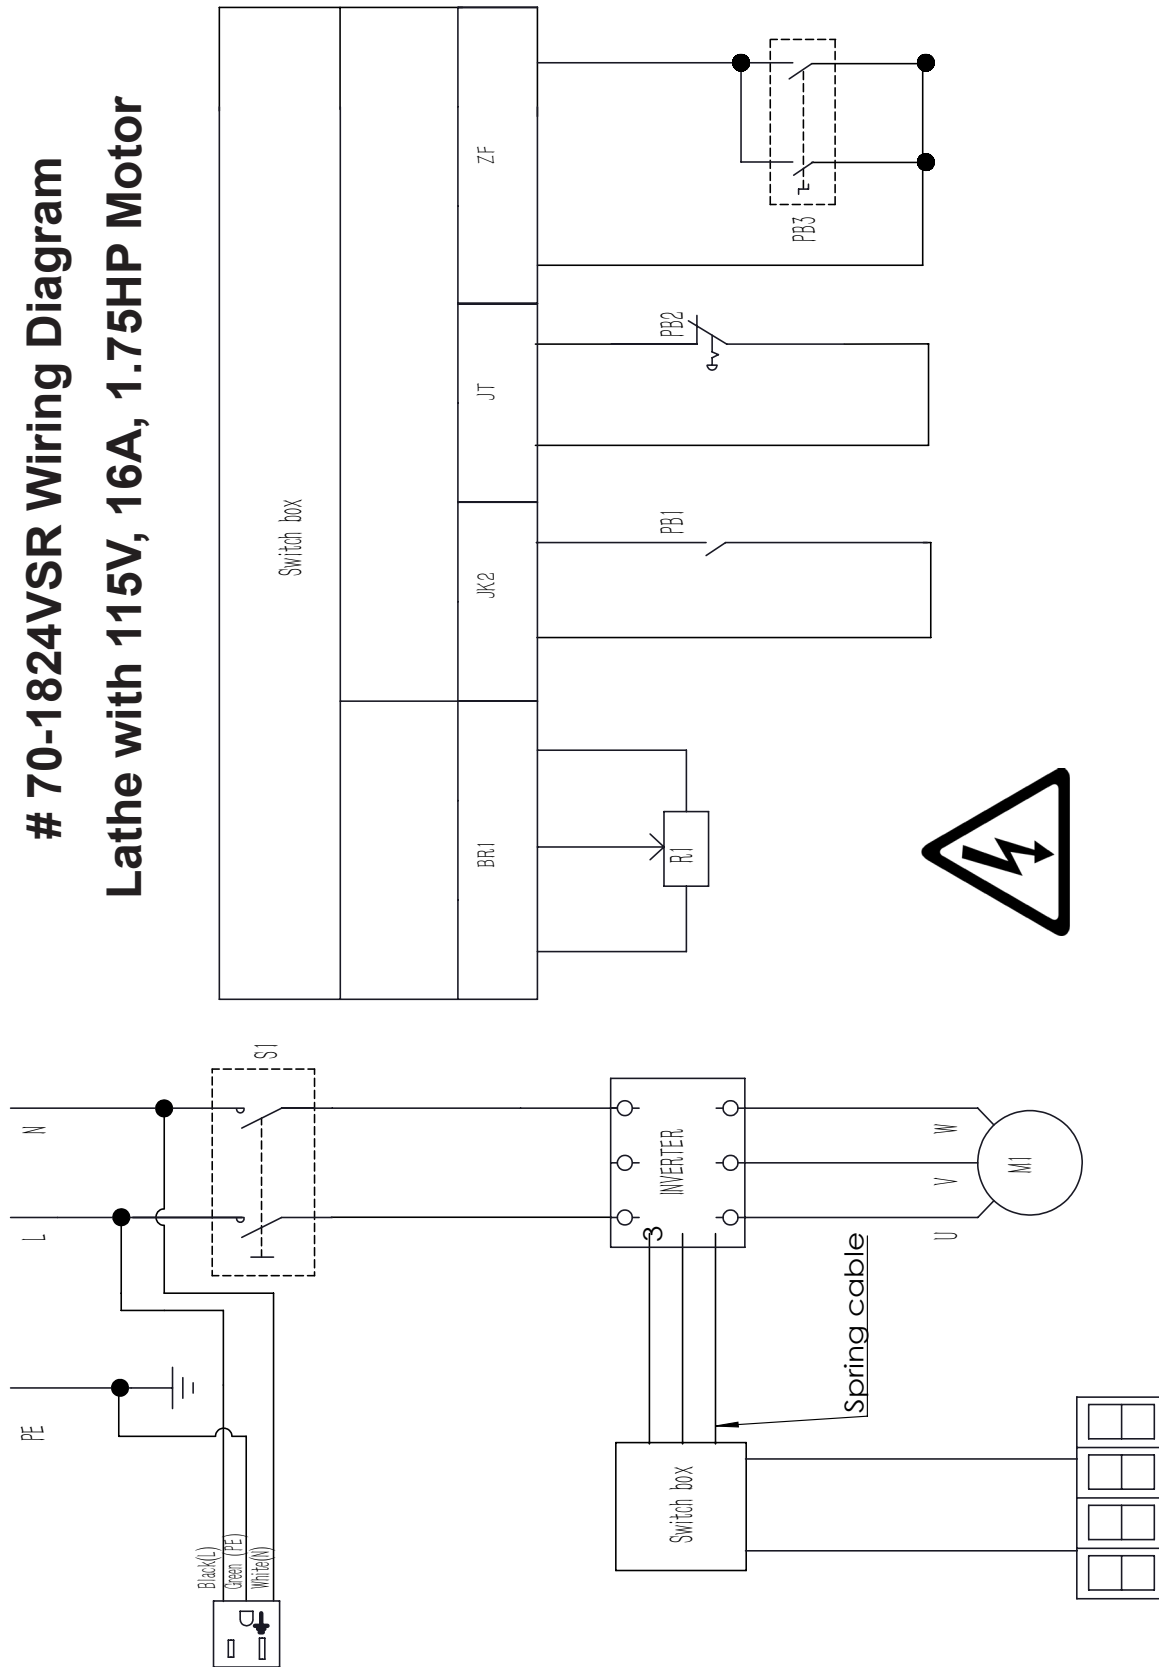 # 70-1824VSR Wiring Diagram
Lathe with 115V, 16A, 1.75HP Motor
PE
L
N
Black(L)
Green (PE)
White(N)
S1
Switch box
BR1
JK2
JT
ZF
R1
PB1
PB2
PB3
INVERTER
3
Switch box
Spring cable
U
V
W
M1